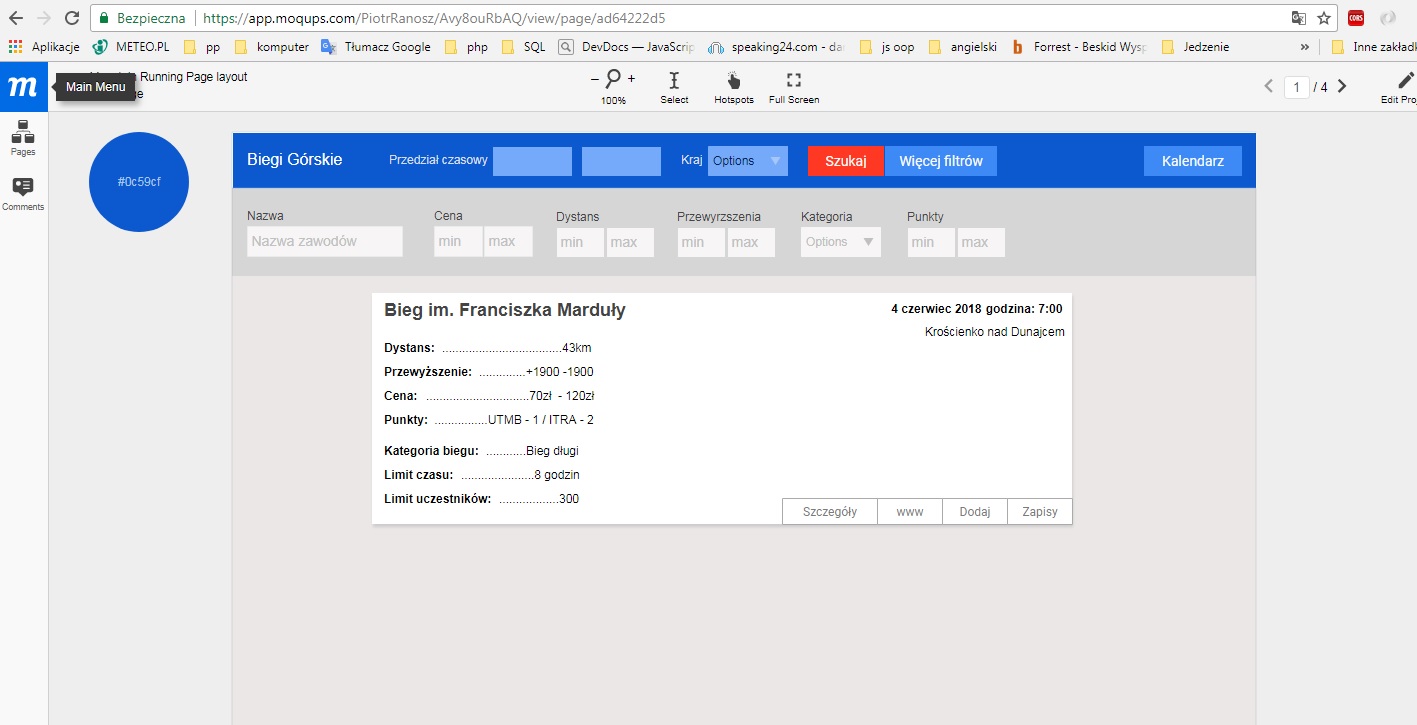 Bezpieczna https://app.moqups.com/PiotrRanosz/Avy8ouRbAQ/view/page/ad64222d5 CORS
Aplikacje METEO.PL pp komputer Tłumacz Google php SQL DevDocs — JavaScrip speaking24.com - da js oop angielski b Forrest - Beskid Wysp Jedzenie » Inne zakładk
m Main Menu Running Page layout
ge
− + 100% Select Hotspots Full Screen
1 / 4 Edit Proj
Pages
Comments
#0c59cf
Biegi Górskie Przedział czasowy Kraj Options Szukaj Więcej filtrów Kalendarz
Nazwa Cena Dystans Przewyrzszenia Kategoria Punkty
Nazwa zawodów min max min max min max Options min max
Bieg im. Franciszka Marduły 4 czerwiec 2018 godzina: 7:00
Krościenko nad Dunajcem
Dystans: ....................................43km
Przewyższenie: ..............+1900 -1900
Cena: ...............................70zł - 120zł
Punkty: ................UTMB - 1 / ITRA - 2
Kategoria biegu: ............Bieg długi
Limit czasu: ......................8 godzin
Limit uczestników: ..................300
Szczegóły www Dodaj Zapisy